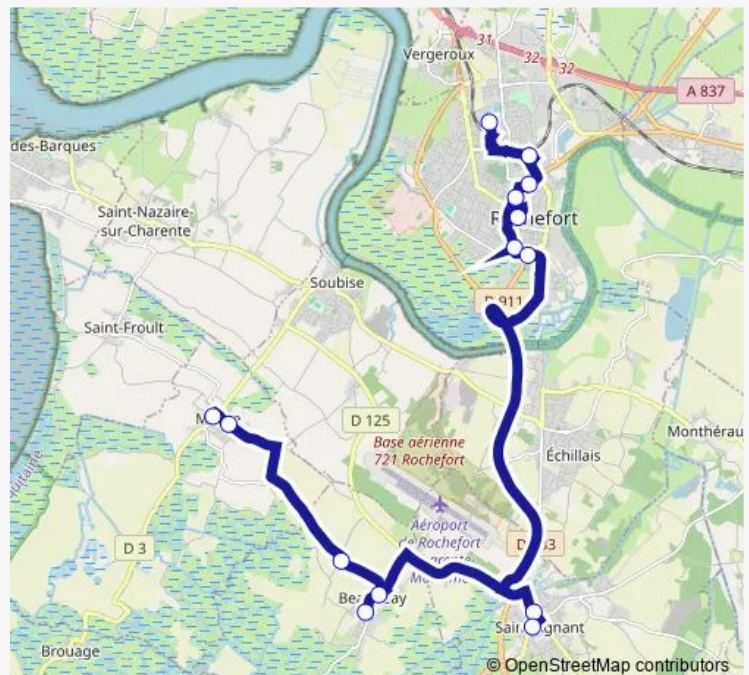 31
Vergeroux
32
32
A 837
des-Barques
Saint-Nazaire-
sur-Charente
Soubise
Saint-Froult
D 125
Base aérienne
721 Rochefort
Échillais
Monthérau
D 3
Aéroport
de Rochefort
Brouage
© OpenStreetMap contributors